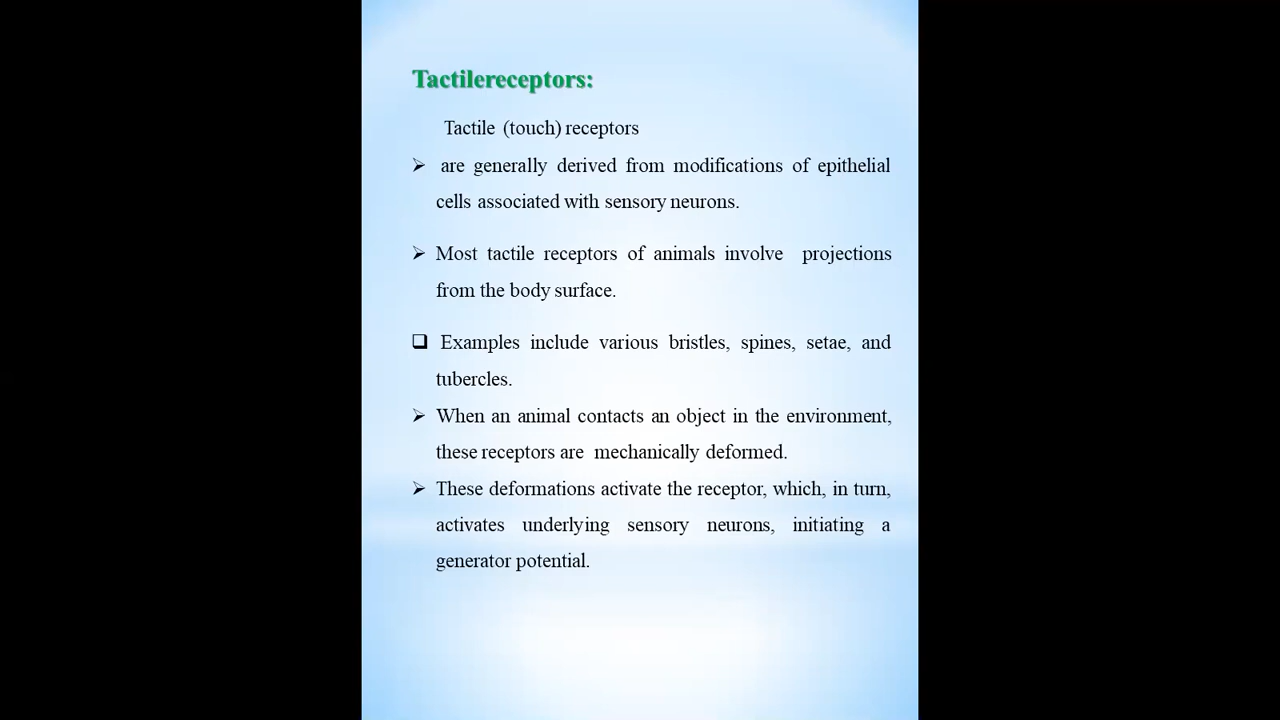 Tactilereceptors:
Tactile (touch) receptors
➢ are generally derived from modifications of epithelial
cells associated with sensory neurons.
➢ Most tactile receptors of animals involve projections
from the body surface.
❑ Examples include various bristles, spines, setae, and
tubercles.
➢ When an animal contacts an object in the environment,
these receptors are mechanically deformed.
➢ These deformations activate the receptor, which, in turn,
activates underlying sensory neurons, initiating a
generator potential.